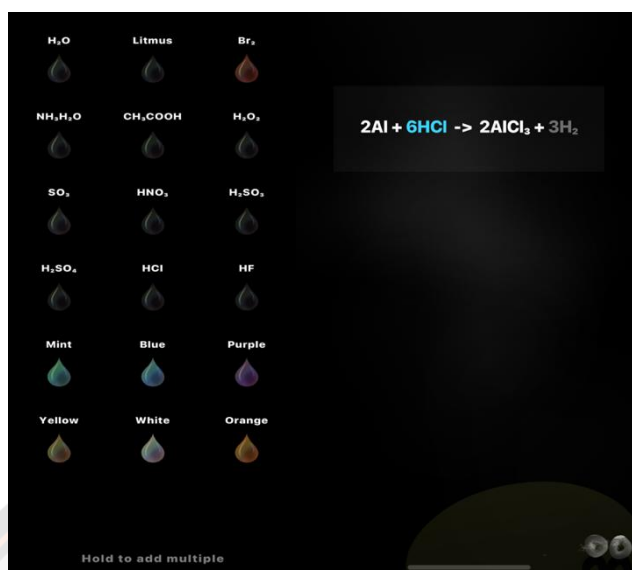 H₂O Litmus Br₂
NH₃H₂O CH₃COOH H₂O₂
SO₃ HNO₃ H₂SO₃
H₂SO₄ HCl HF
Mint Blue Purple
Yellow White Orange
Hold to add multiple
2Al + 6HCl -> 2AlCl₃ + 3H₂